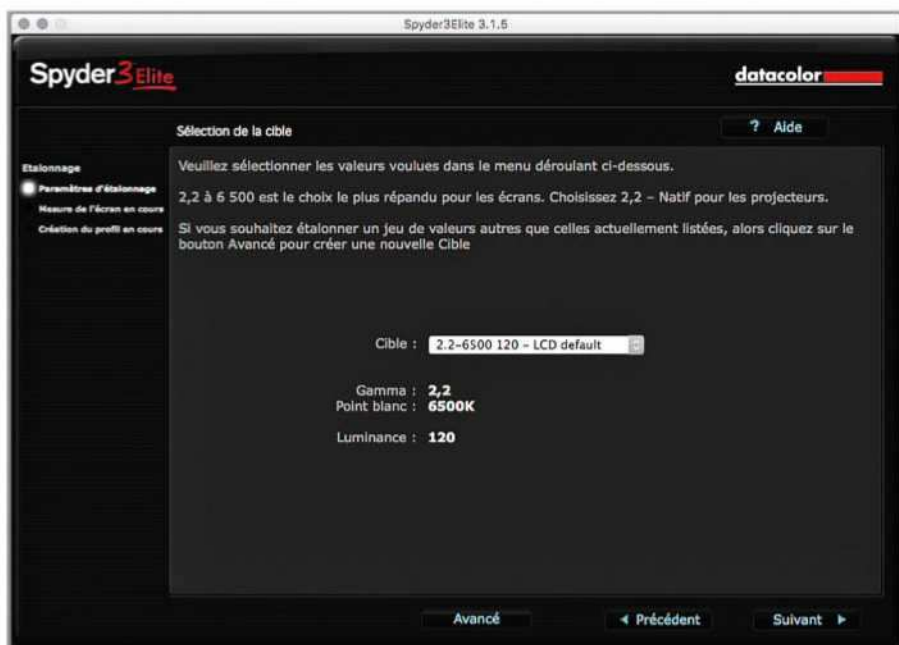 Spyder3Elite 3.1.5
Spyder3Elite
datacolor
Sélection de la cible
? Aide
Etalonnage
Paramètres d'étalonnage
Mesure de l'écran en cours
Création du profil en cours
Veuillez sélectionner les valeurs voulues dans le menu déroulant ci-dessous.
2,2 à 6 500 est le choix le plus répandu pour les écrans. Choisissez 2,2 – Natif pour les projecteurs.
Si vous souhaitez étalonner un jeu de valeurs autres que celles actuellement listées, alors cliquez sur le
bouton Avancé pour créer une nouvelle Cible
Cible : 2.2-6500 120 - LCD default
Gamma : 2,2
Point blanc : 6500K
Luminance : 120
Avancé
Précédent
Suivant